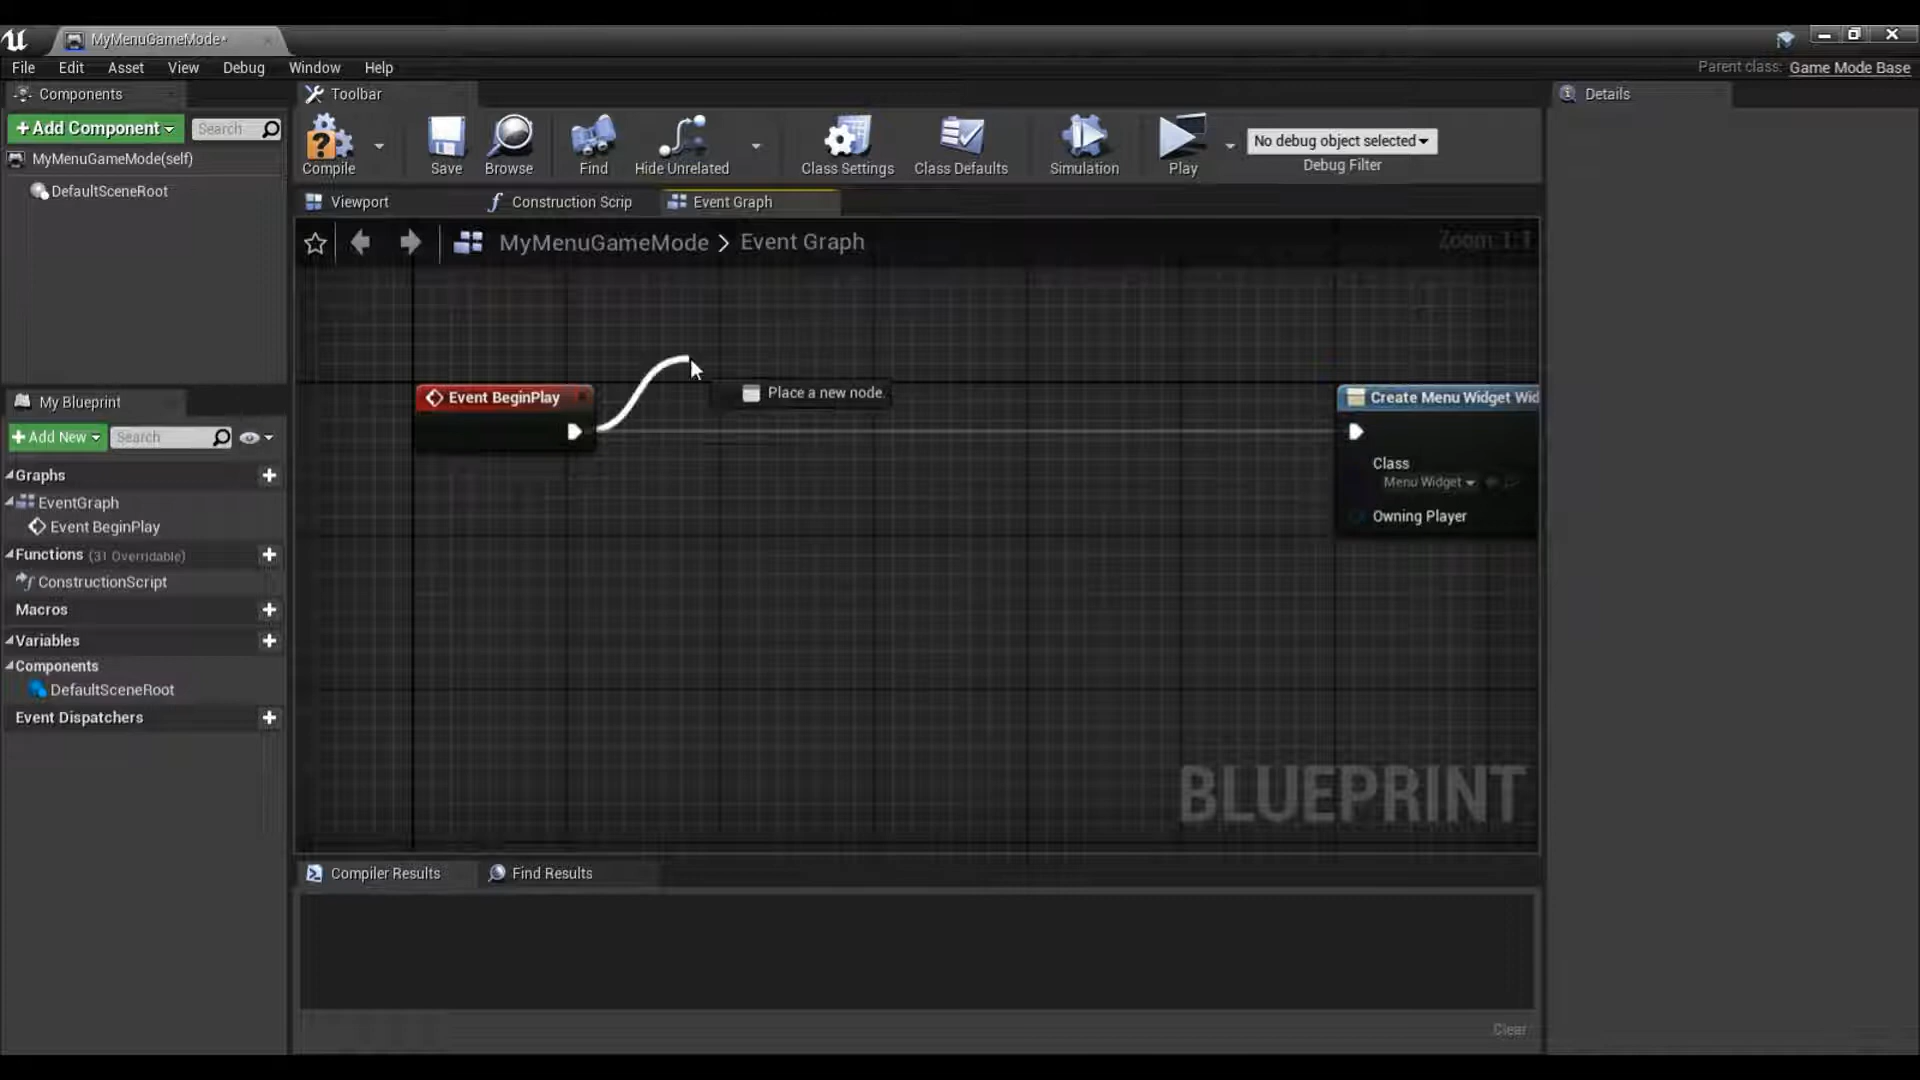 MyMenuGameMode*
File Edit Asset View Debug Window Help
Parent class: Game Mode Base
Components
+Add Component
Search
MyMenuGameMode(self)
DefaultSceneRoot
Toolbar
Compile
Save
Browse
Find
Hide Unrelated
Class Settings
Class Defaults
Simulation
Play
No debug object selected
Debug Filter
Details
Viewport
Construction Scrip
Event Graph
MyMenuGameMode > Event Graph
Zoom 1:1
Event BeginPlay
Place a new node.
Create Menu Widget Wid
Class
Menu Widget
Owning Player
BLUEPRINT
My Blueprint
+Add New
Search
Graphs
EventGraph
Event BeginPlay
Functions (31 Overridable)
ConstructionScript
Macros
Variables
Components
DefaultSceneRoot
Event Dispatchers
Compiler Results
Find Results
Clear